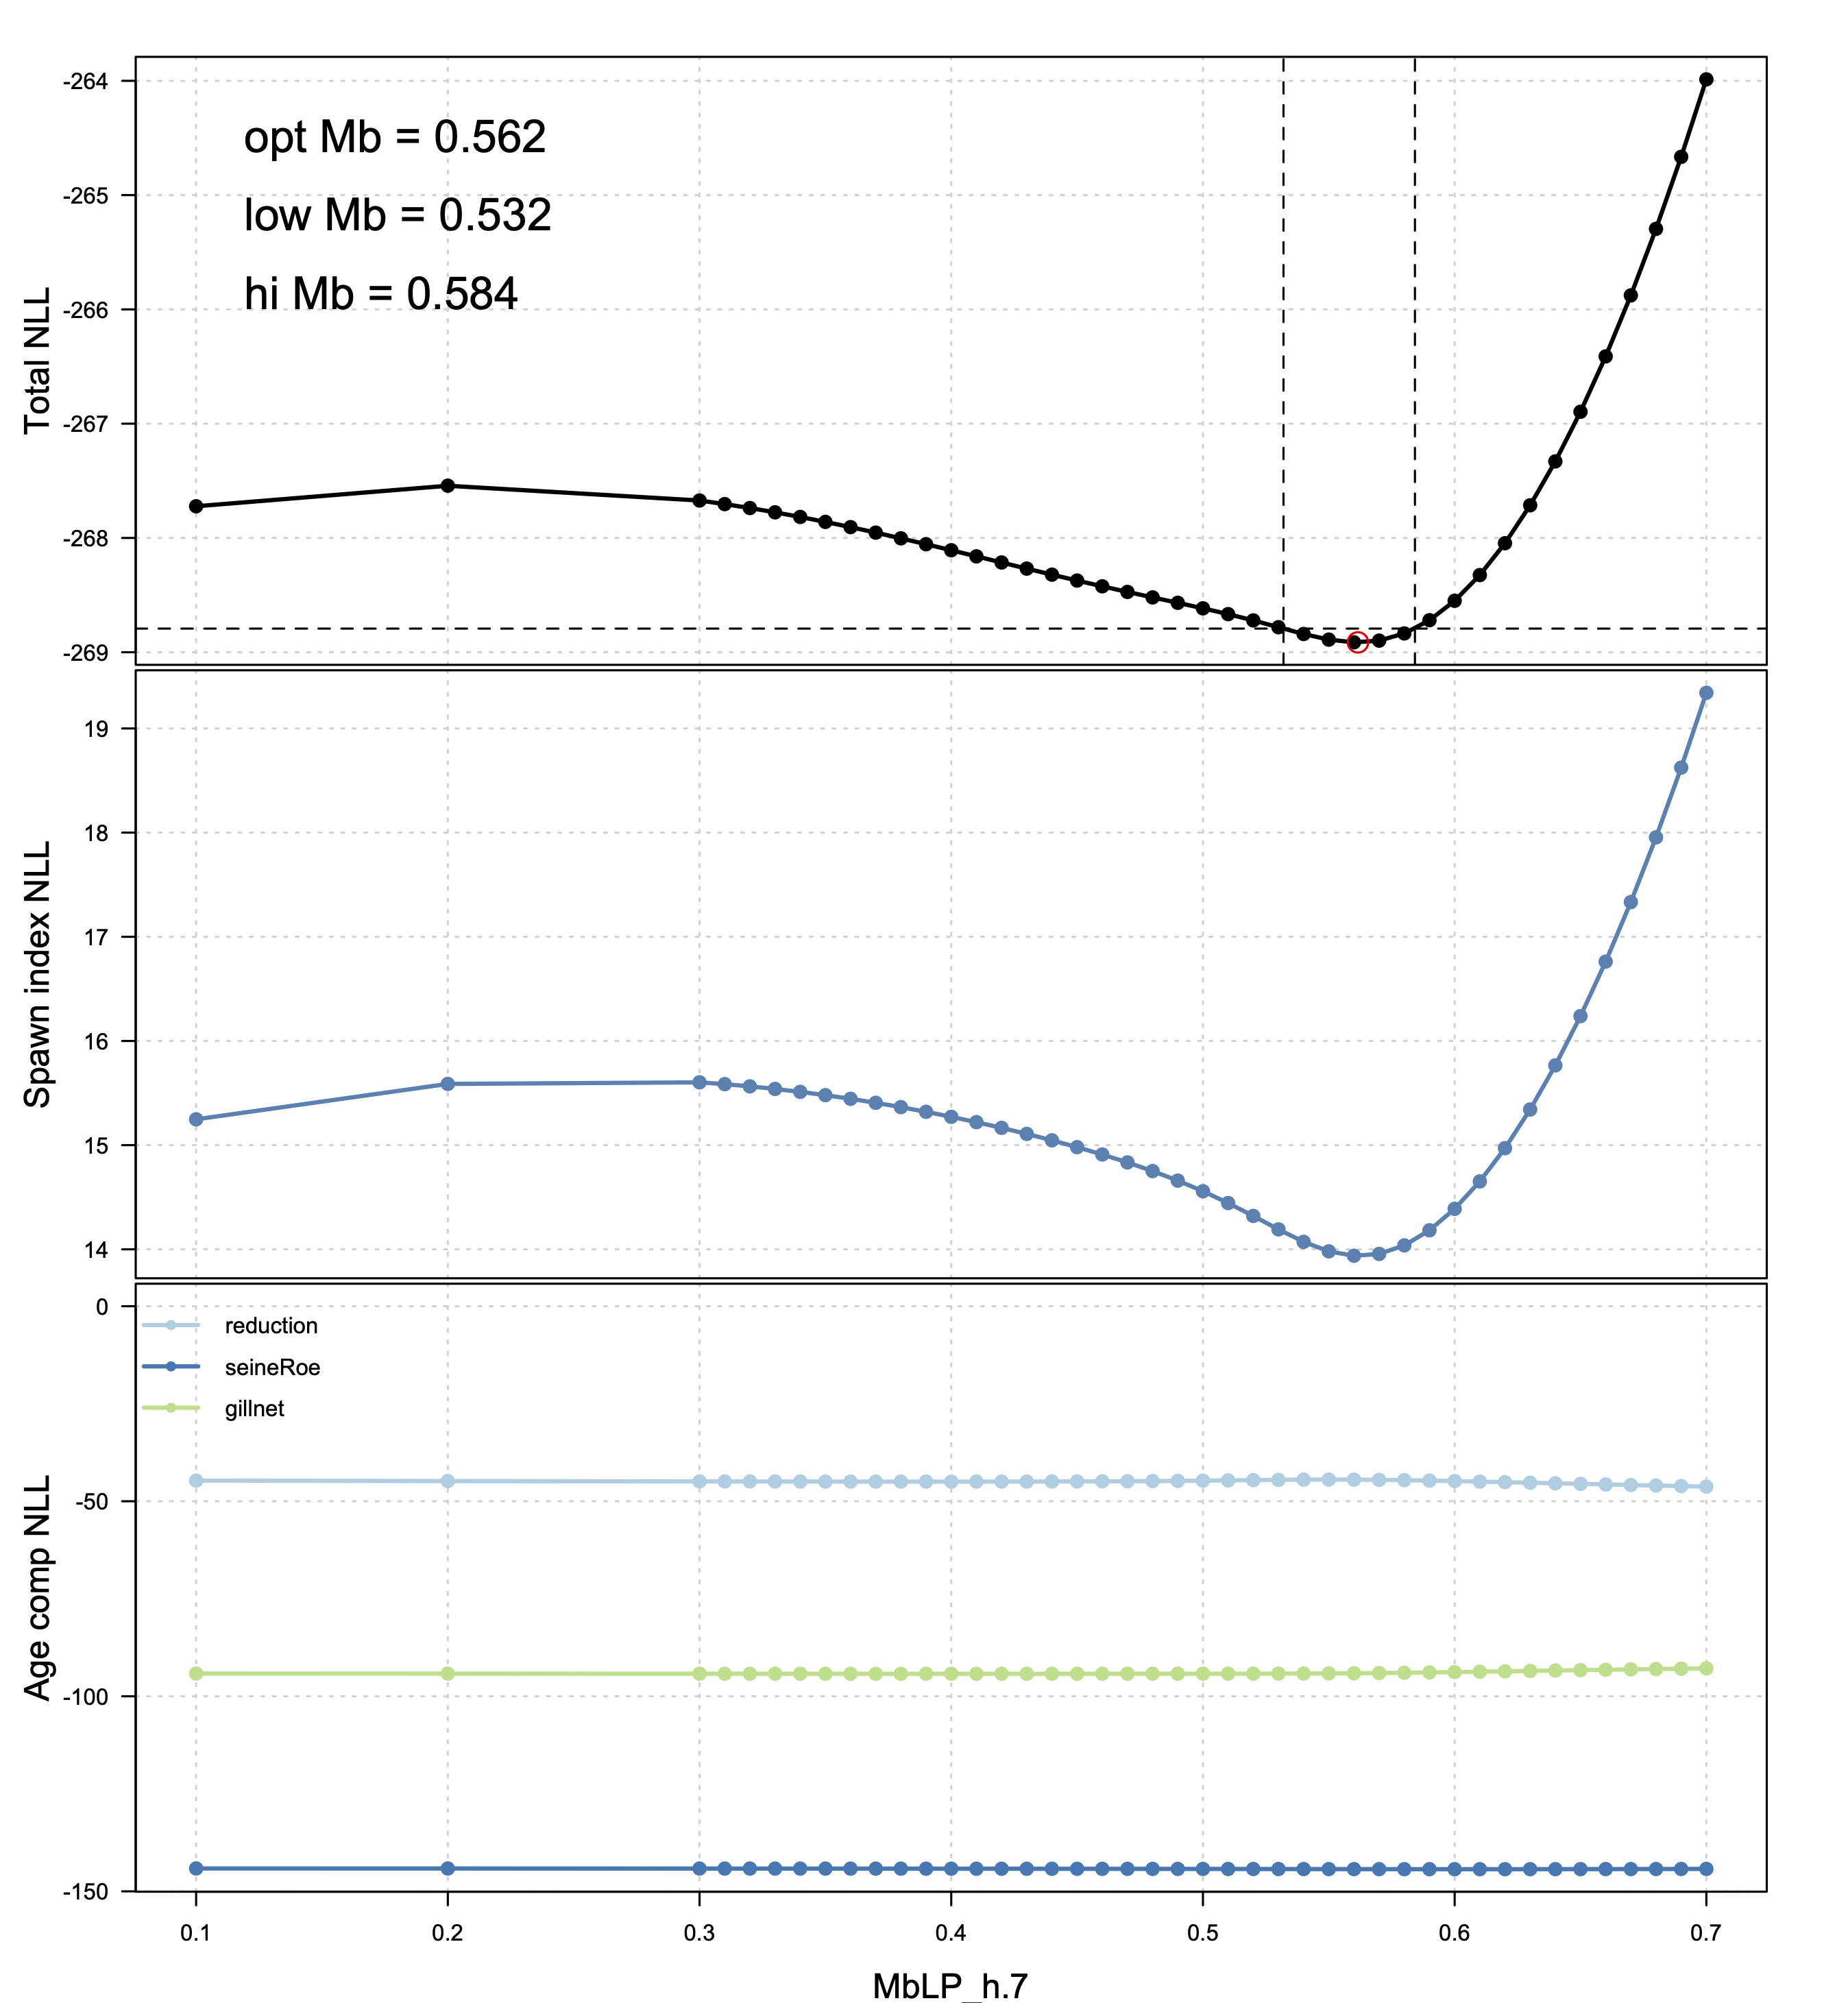 Total NLL
-264
-265
-266
-267
-268
-269
opt Mb = 0.562
low Mb = 0.532
hi Mb = 0.584
Spawn index NLL
19
18
17
16
15
14
Age comp NLL
0
-50
-100
-150
reduction
seineRoe
gillnet
0.1 0.2 0.3 0.4 0.5 0.6 0.7
MbLP_h.7